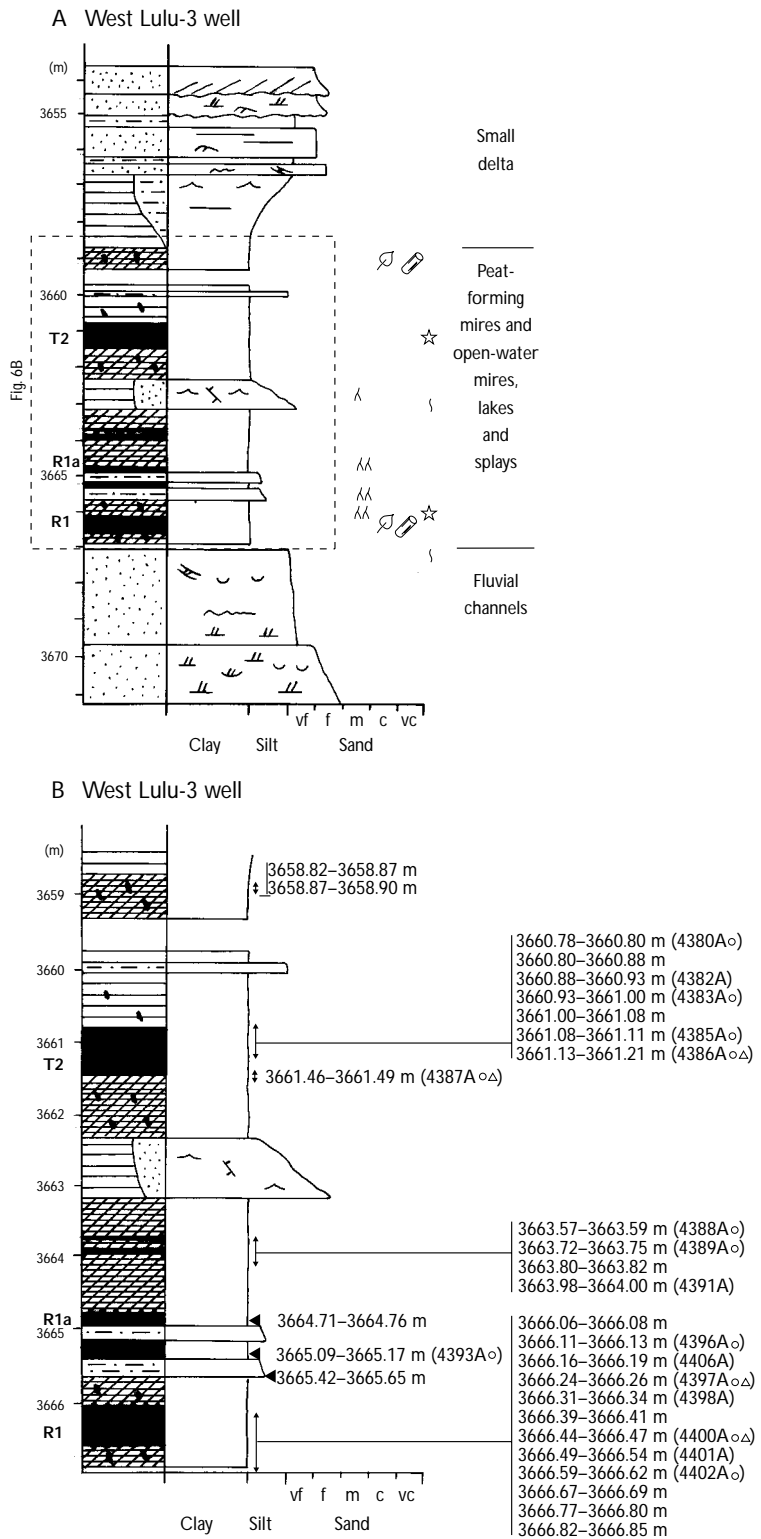 A West Lulu-3 well
(m)
3655
Small
delta
3660
Peat-
forming
mires and
open-water
mires,
lakes
and
splays
T2
Fig. 6B
R1a
3665
R1
Fluvial
channels
3670
vf f m c vc
Clay Silt Sand
B West Lulu-3 well
(m)
3658.82–3658.87 m
3659
3658.87–3658.90 m
3660
3660.78–3660.80 m (4380A○)
3660.80–3660.88 m
3660.88–3660.93 m (4382A)
3660.93–3661.00 m (4383A○)
3661.00–3661.08 m
3661.08–3661.11 m (4385A○)
3661.13–3661.21 m (4386A○△)
3661
T2
3661.46–3661.49 m (4387A○△)
3662
3663
3663.57–3663.59 m (4388A○)
3663.72–3663.75 m (4389A○)
3663.80–3663.82 m
3663.98–3664.00 m (4391A)
3664
R1a
3664.71–3664.76 m
3665
3665.09–3665.17 m (4393A○)
3665.42–3665.65 m
3666
R1
3666.06–3666.08 m
3666.11–3666.13 m (4396A○)
3666.16–3666.19 m (4406A)
3666.24–3666.26 m (4397A○△)
3666.31–3666.34 m (4398A)
3666.39–3666.41 m
3666.44–3666.47 m (4400A○△)
3666.49–3666.54 m (4401A)
3666.59–3666.62 m (4402A○)
3666.67–3666.69 m
3666.77–3666.80 m
3666.82–3666.85 m
vf f m c vc
Clay Silt Sand